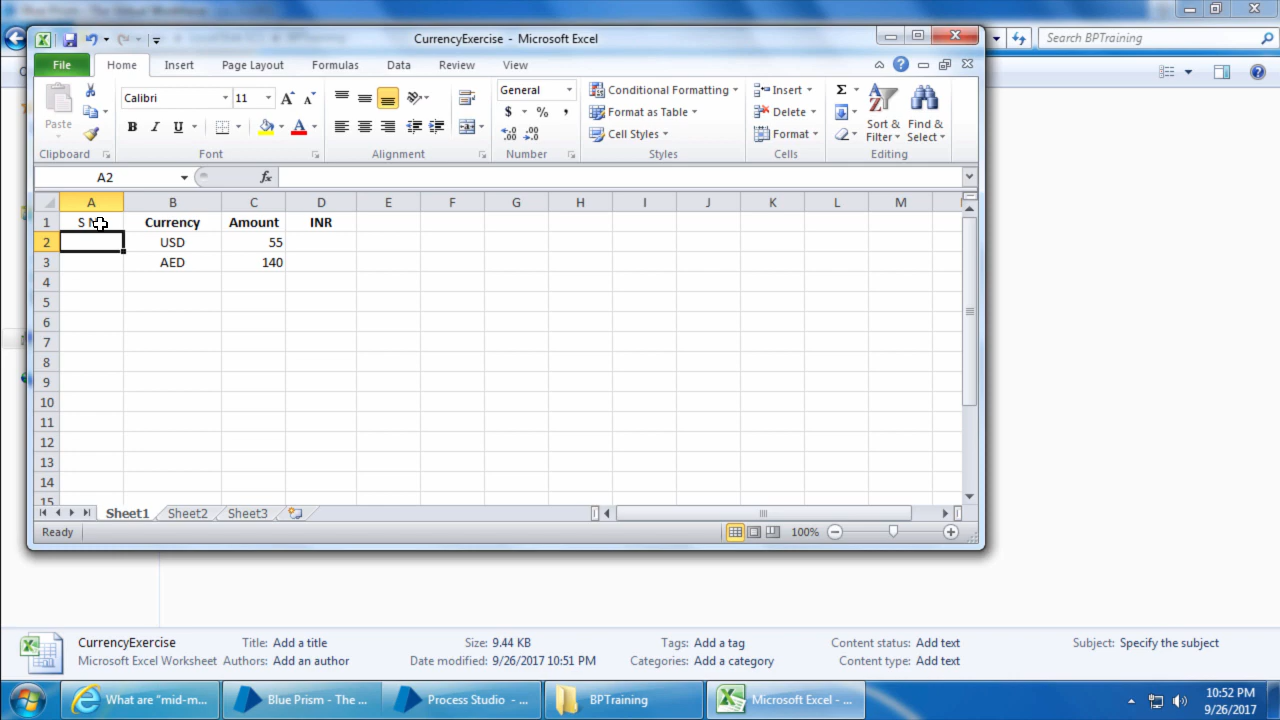 CurrencyExercise - Microsoft Excel
Search BPTraining
File Home Insert Page Layout Formulas Data Review View
Paste
Calibri 11
B I U A
General
$ % ,
Conditional Formatting
Format as Table
Cell Styles
Insert
Delete
Format
Σ
Sort & Filter
Find & Select
Clipboard Font Alignment Number Styles Cells Editing
A2 fx
A B C D E F G H I J K L M
1 S Currency Amount INR
2 USD 55
3 AED 140
4
5
6
7
8
9
10
11
12
13
14
15
Sheet1 Sheet2 Sheet3
Ready 100%
CurrencyExercise Title: Add a title Size: 9.44 KB Tags: Add a tag Content status: Add text Subject: Specify the subject
Microsoft Excel Worksheet Authors: Add an author Date modified: 9/26/2017 10:51 PM Categories: Add a category Content type: Add text
What are "mid-m... Blue Prism - The ... Process Studio - ... BPTraining Microsoft Excel - ...
10:52 PM
9/26/2017